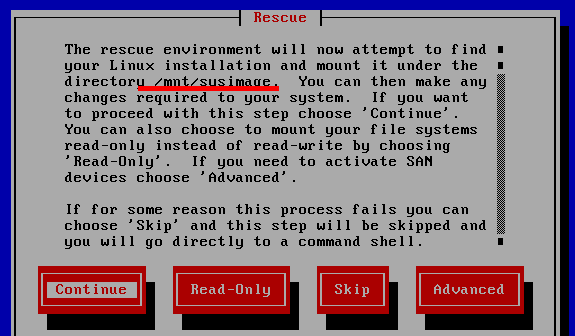 Rescue
The rescue environment will now attempt to find
your Linux installation and mount it under the
directory /mnt/susimage.  You can then make any
changes required to your system.  If you want
to proceed with this step choose 'Continue'.
You can also choose to mount your file systems
read-only instead of read-write by choosing
'Read-Only'.  If you need to activate SAN
devices choose 'Advanced'.
If for some reason this process fails you can
choose 'Skip' and this step will be skipped and
you will go directly to a command shell.
Continue Read-Only Skip Advanced